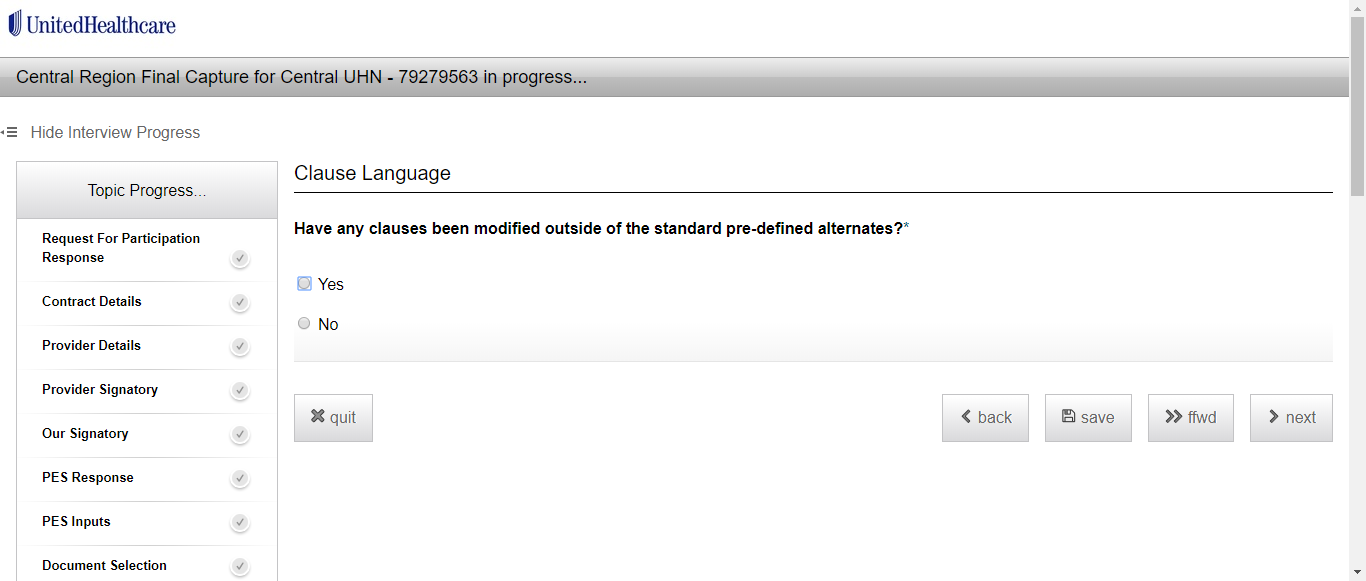 UnitedHealthcare
Central Region Final Capture for Central UHN - 79279563 in progress...
Hide Interview Progress
Topic Progress...
Request For Participation
Response
Contract Details
Provider Details
Provider Signatory
Our Signatory
PES Response
PES Inputs
Document Selection
Clause Language
Have any clauses been modified outside of the standard pre-defined alternates?*
Yes
No
quit
back
save
ffwd
next